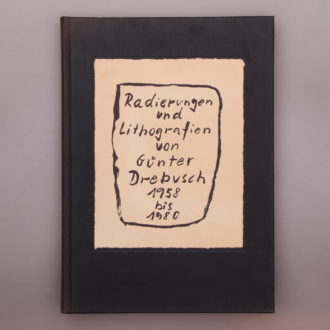 Radierungen
und
Lithografien
von
Günter
Drebusch
1958
bis
1980